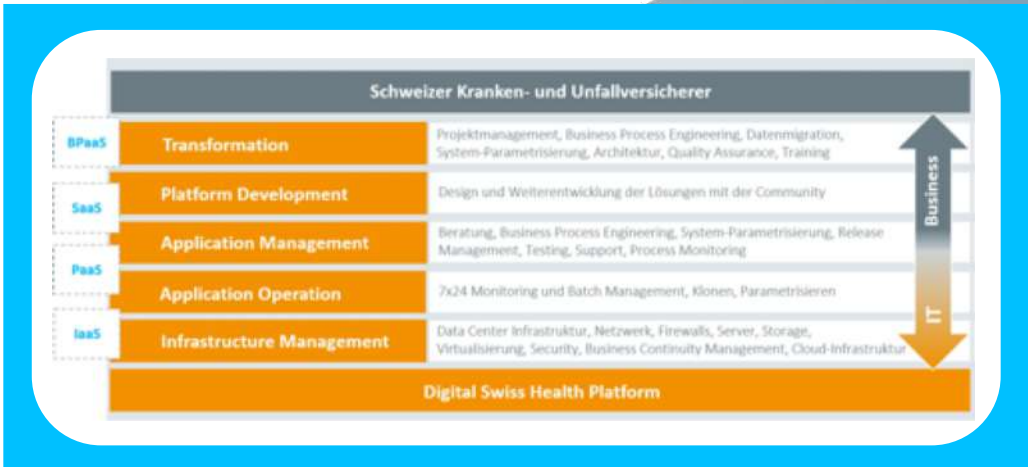 Schweizer Kranken- und Unfallversicherer
BPaaS
Transformation
Projektmanagement, Business Process Engineering, Datenmigration,
System-Parametrisierung, Architektur, Quality Assurance, Training
SaaS
Platform Development
Design und Weiterentwicklung der Lösungen mit der Community
Application Management
Beratung, Business Process Engineering, System-Parametrisierung, Release
Management, Testing, Support, Process Monitoring
PaaS
Application Operation
7x24 Monitoring und Batch Management, Klonen, Parametrisieren
IaaS
Infrastructure Management
Data Center Infrastruktur, Netzwerk, Firewalls, Server, Storage,
Virtualisierung, Security, Business Continuity Management, Cloud-Infrastruktur
Business
IT
Digital Swiss Health Platform